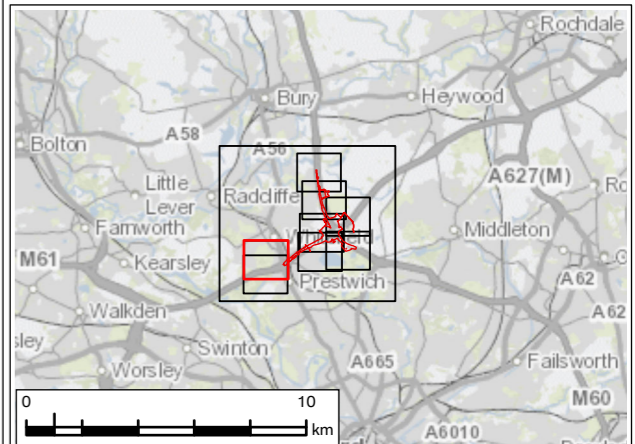 Rochdale
Bury
Heywood
Bolton
A58
A56
A627(M)
Little
Lever
Radcliffe
Ro
Farnworth
Middleton
M61
Kearsley
A62
Prestwich
Walkden
A62
sley
Swinton
A665
Failsworth
Worsley
M60
0
10
km
A6010